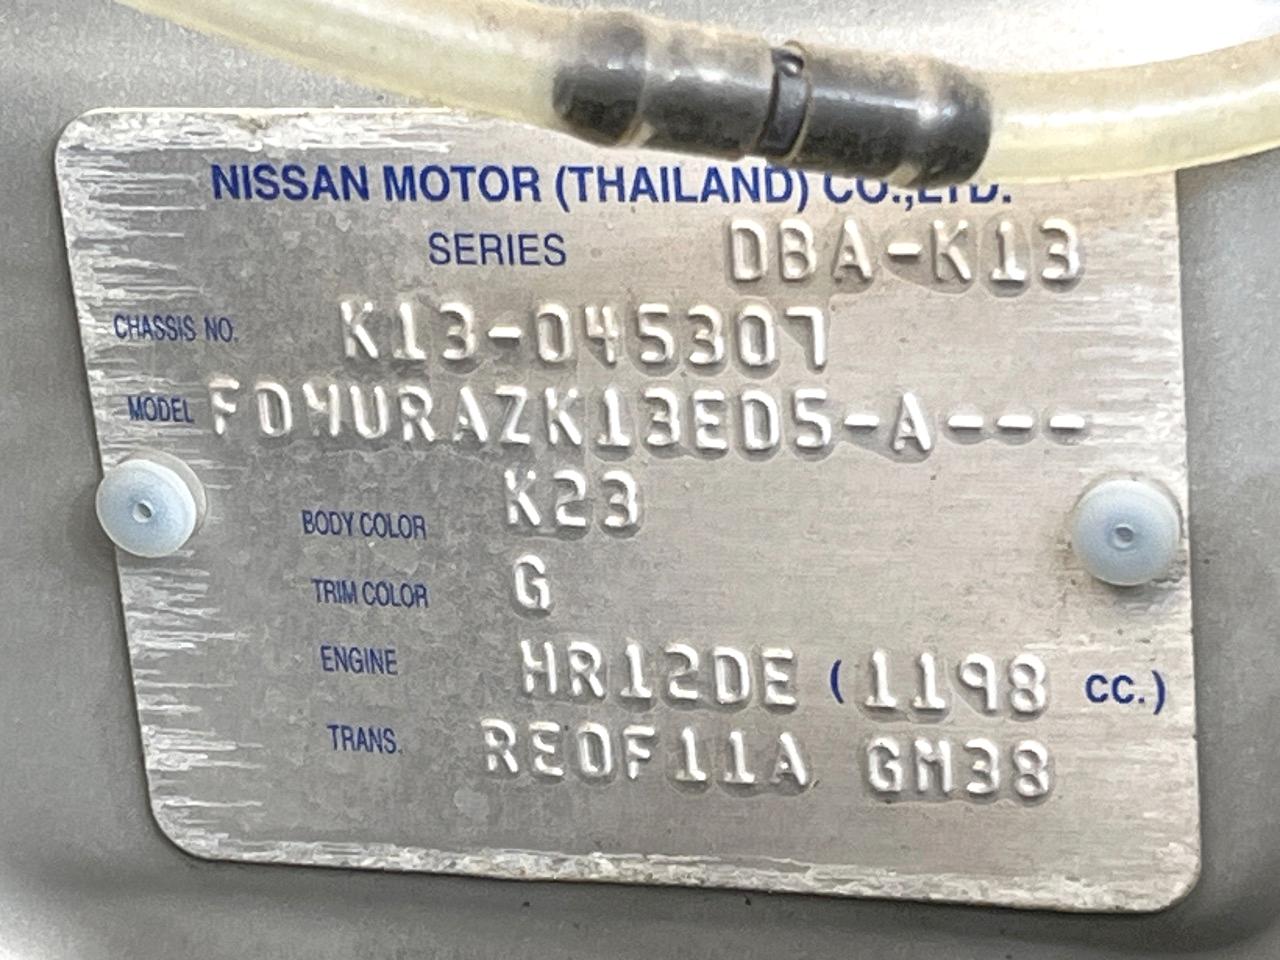 NISSAN MOTOR (THAILAND) CO.,LTD.
SERIES DBA-K13
CHASSIS NO. K13-045307
MODEL FDMURAZK13EDS-A---
BODY COLOR K23
TRIM COLOR G
ENGINE HR12DE (1198 CC.)
TRANS. RE0F11A GM38